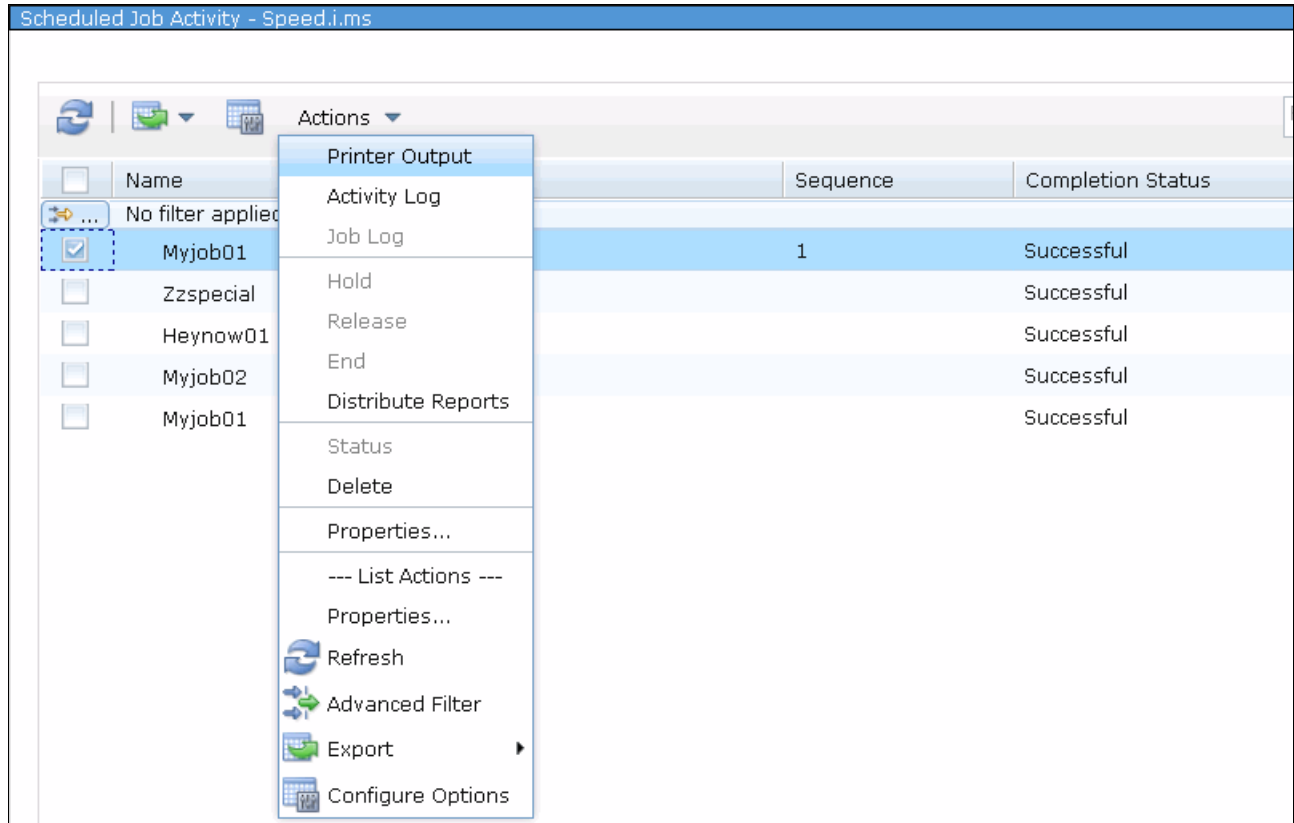 Scheduled Job Activity - Speed.i.ms
Actions
Name Sequence Completion Status
... No filter applied
Myjob01 1 Successful
Zzspecial Successful
Heynow01 Successful
Myjob02 Successful
Myjob01 Successful
Printer Output
Activity Log
Job Log
Hold
Release
End
Distribute Reports
Status
Delete
Properties...
--- List Actions ---
Properties...
Refresh
Advanced Filter
Export
Configure Options